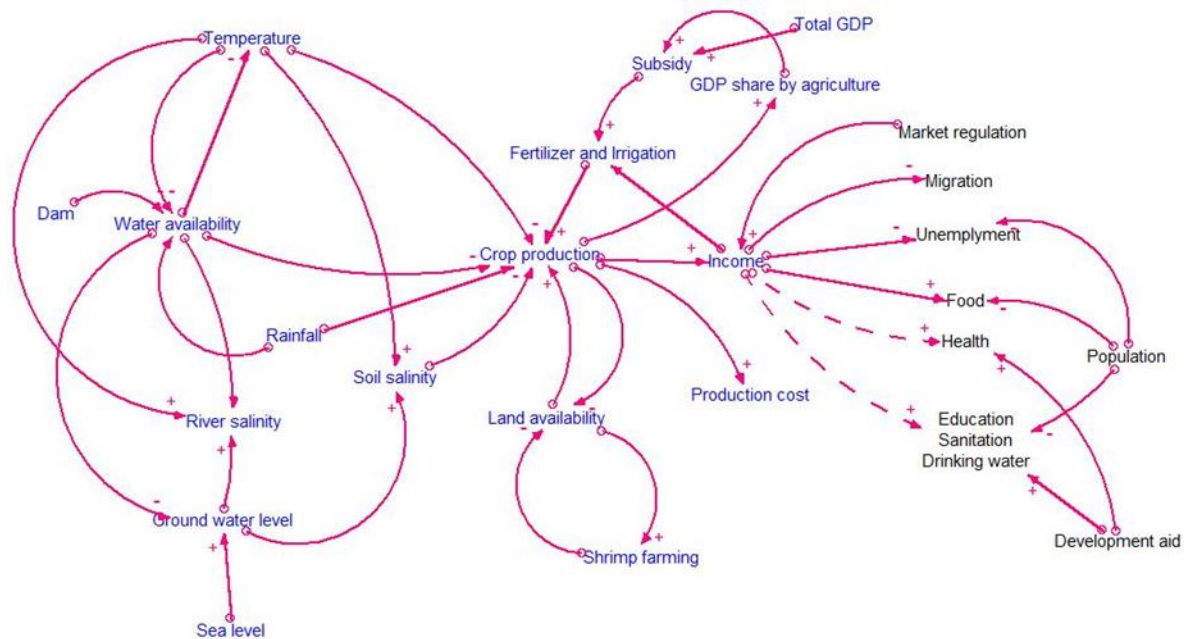 Total GDP
Temperature
Subsidy
GDP share by agriculture
Market regulation
Fertilizer and Irrigation
Migration
Dam
Water availability
Unemplyment
Crop production
Income
Food
Rainfall
Health
Population
Soil salinity
Production cost
River salinity
Land availability
Education
Sanitation
Drinking water
Ground water level
Development aid
Shrimp farming
Sea level